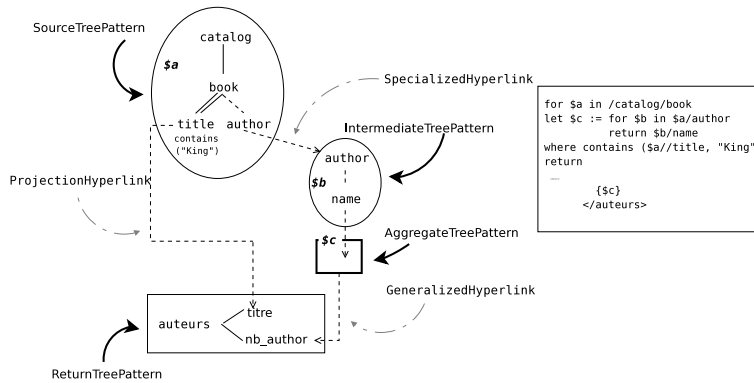 SourceTreePattern
catalog
$a
book
SpecializedHyperlink
title author
contains
("King")
IntermediateTreePattern
author
$b
name
ProjectionHyperlink
$c
AggregateTreePattern
GeneralizedHyperlink
titre
auteurs
nb_author
ReturnTreePattern
for $a in /catalog/book
let $c := for $b in $a/author
return $b/name
where contains ($a//title, "King"
return
{$c}
</auteurs>